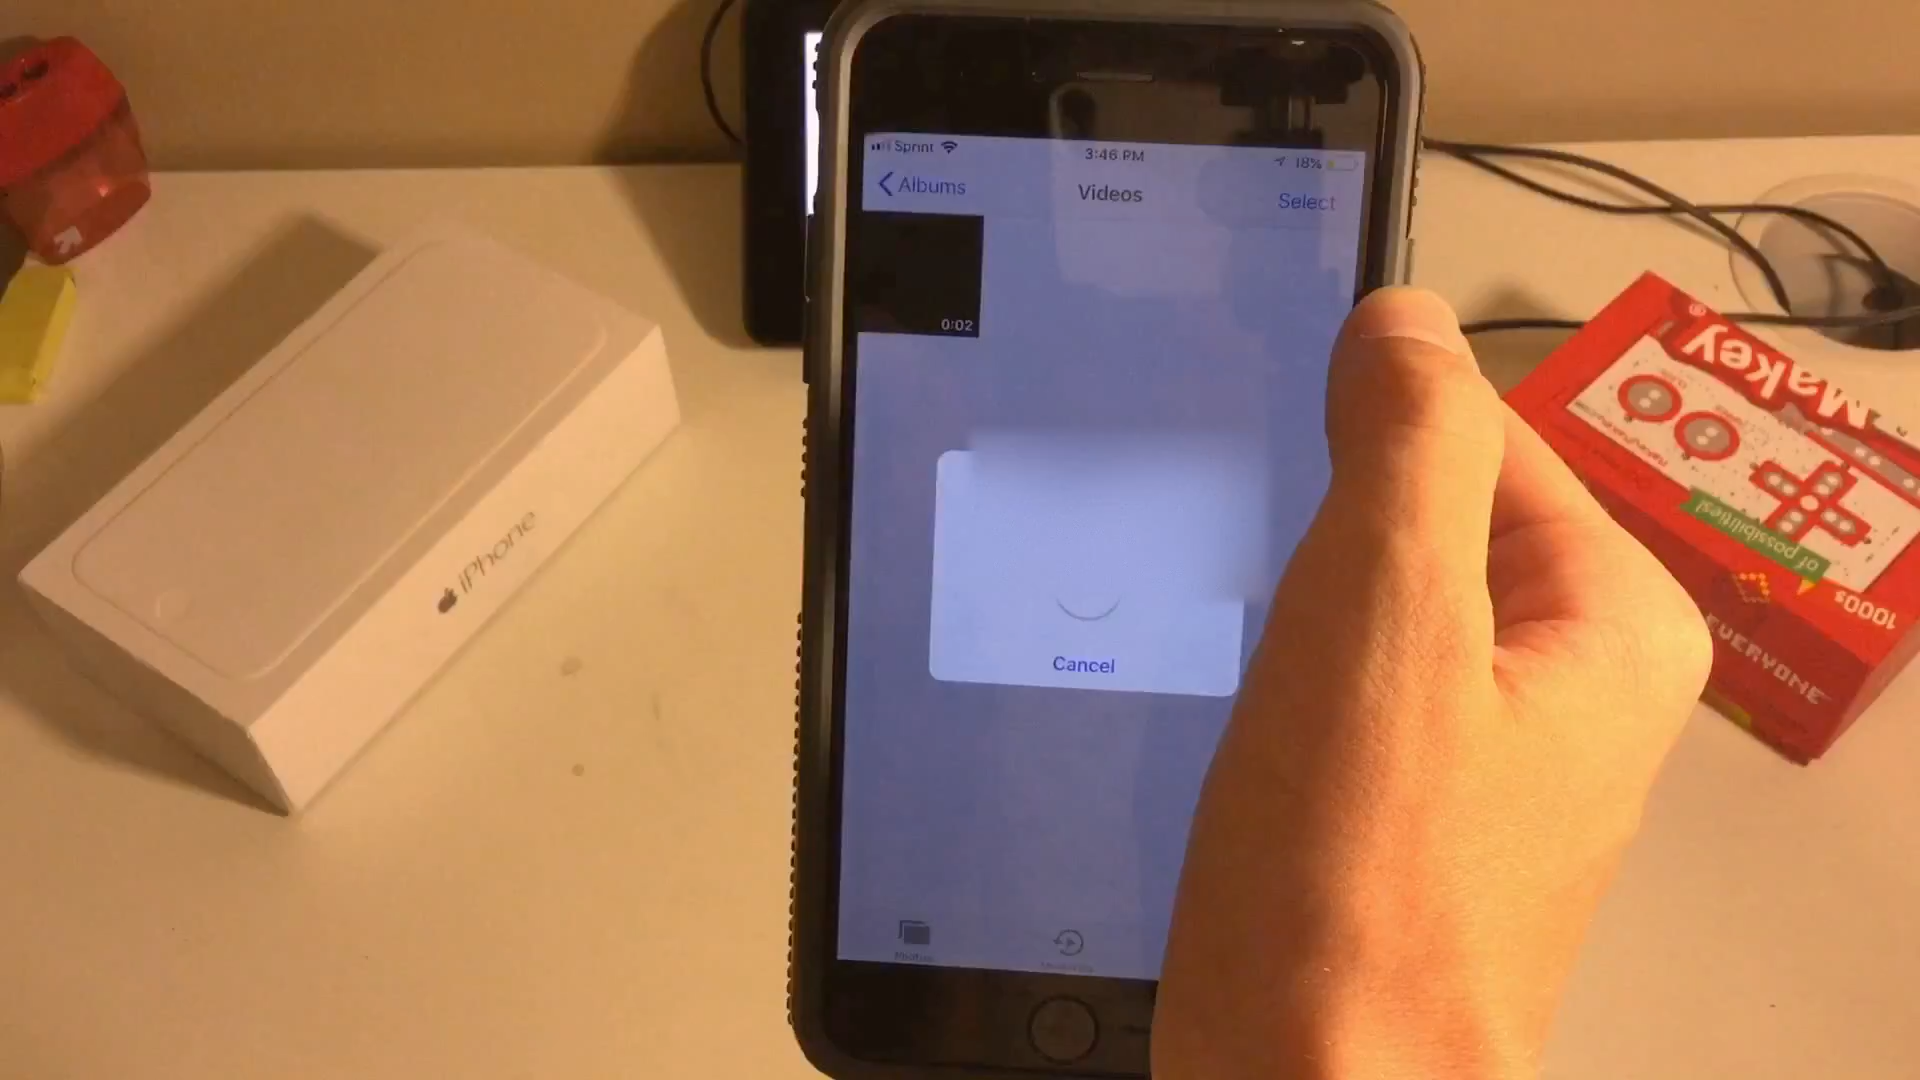 Sprint 3:46 PM 18%
Albums Videos Select
0:02
Cancel
iPhone
Makey
of possibilities!
1000s
EVERYONE